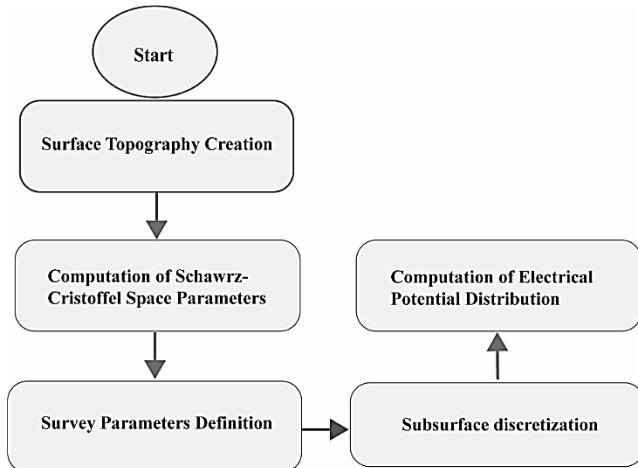 Start
Surface Topography Creation
Computation of Schawrz-
Cristoffel Space Parameters
Survey Parameters Definition
Subsurface discretization
Computation of Electrical
Potential Distribution